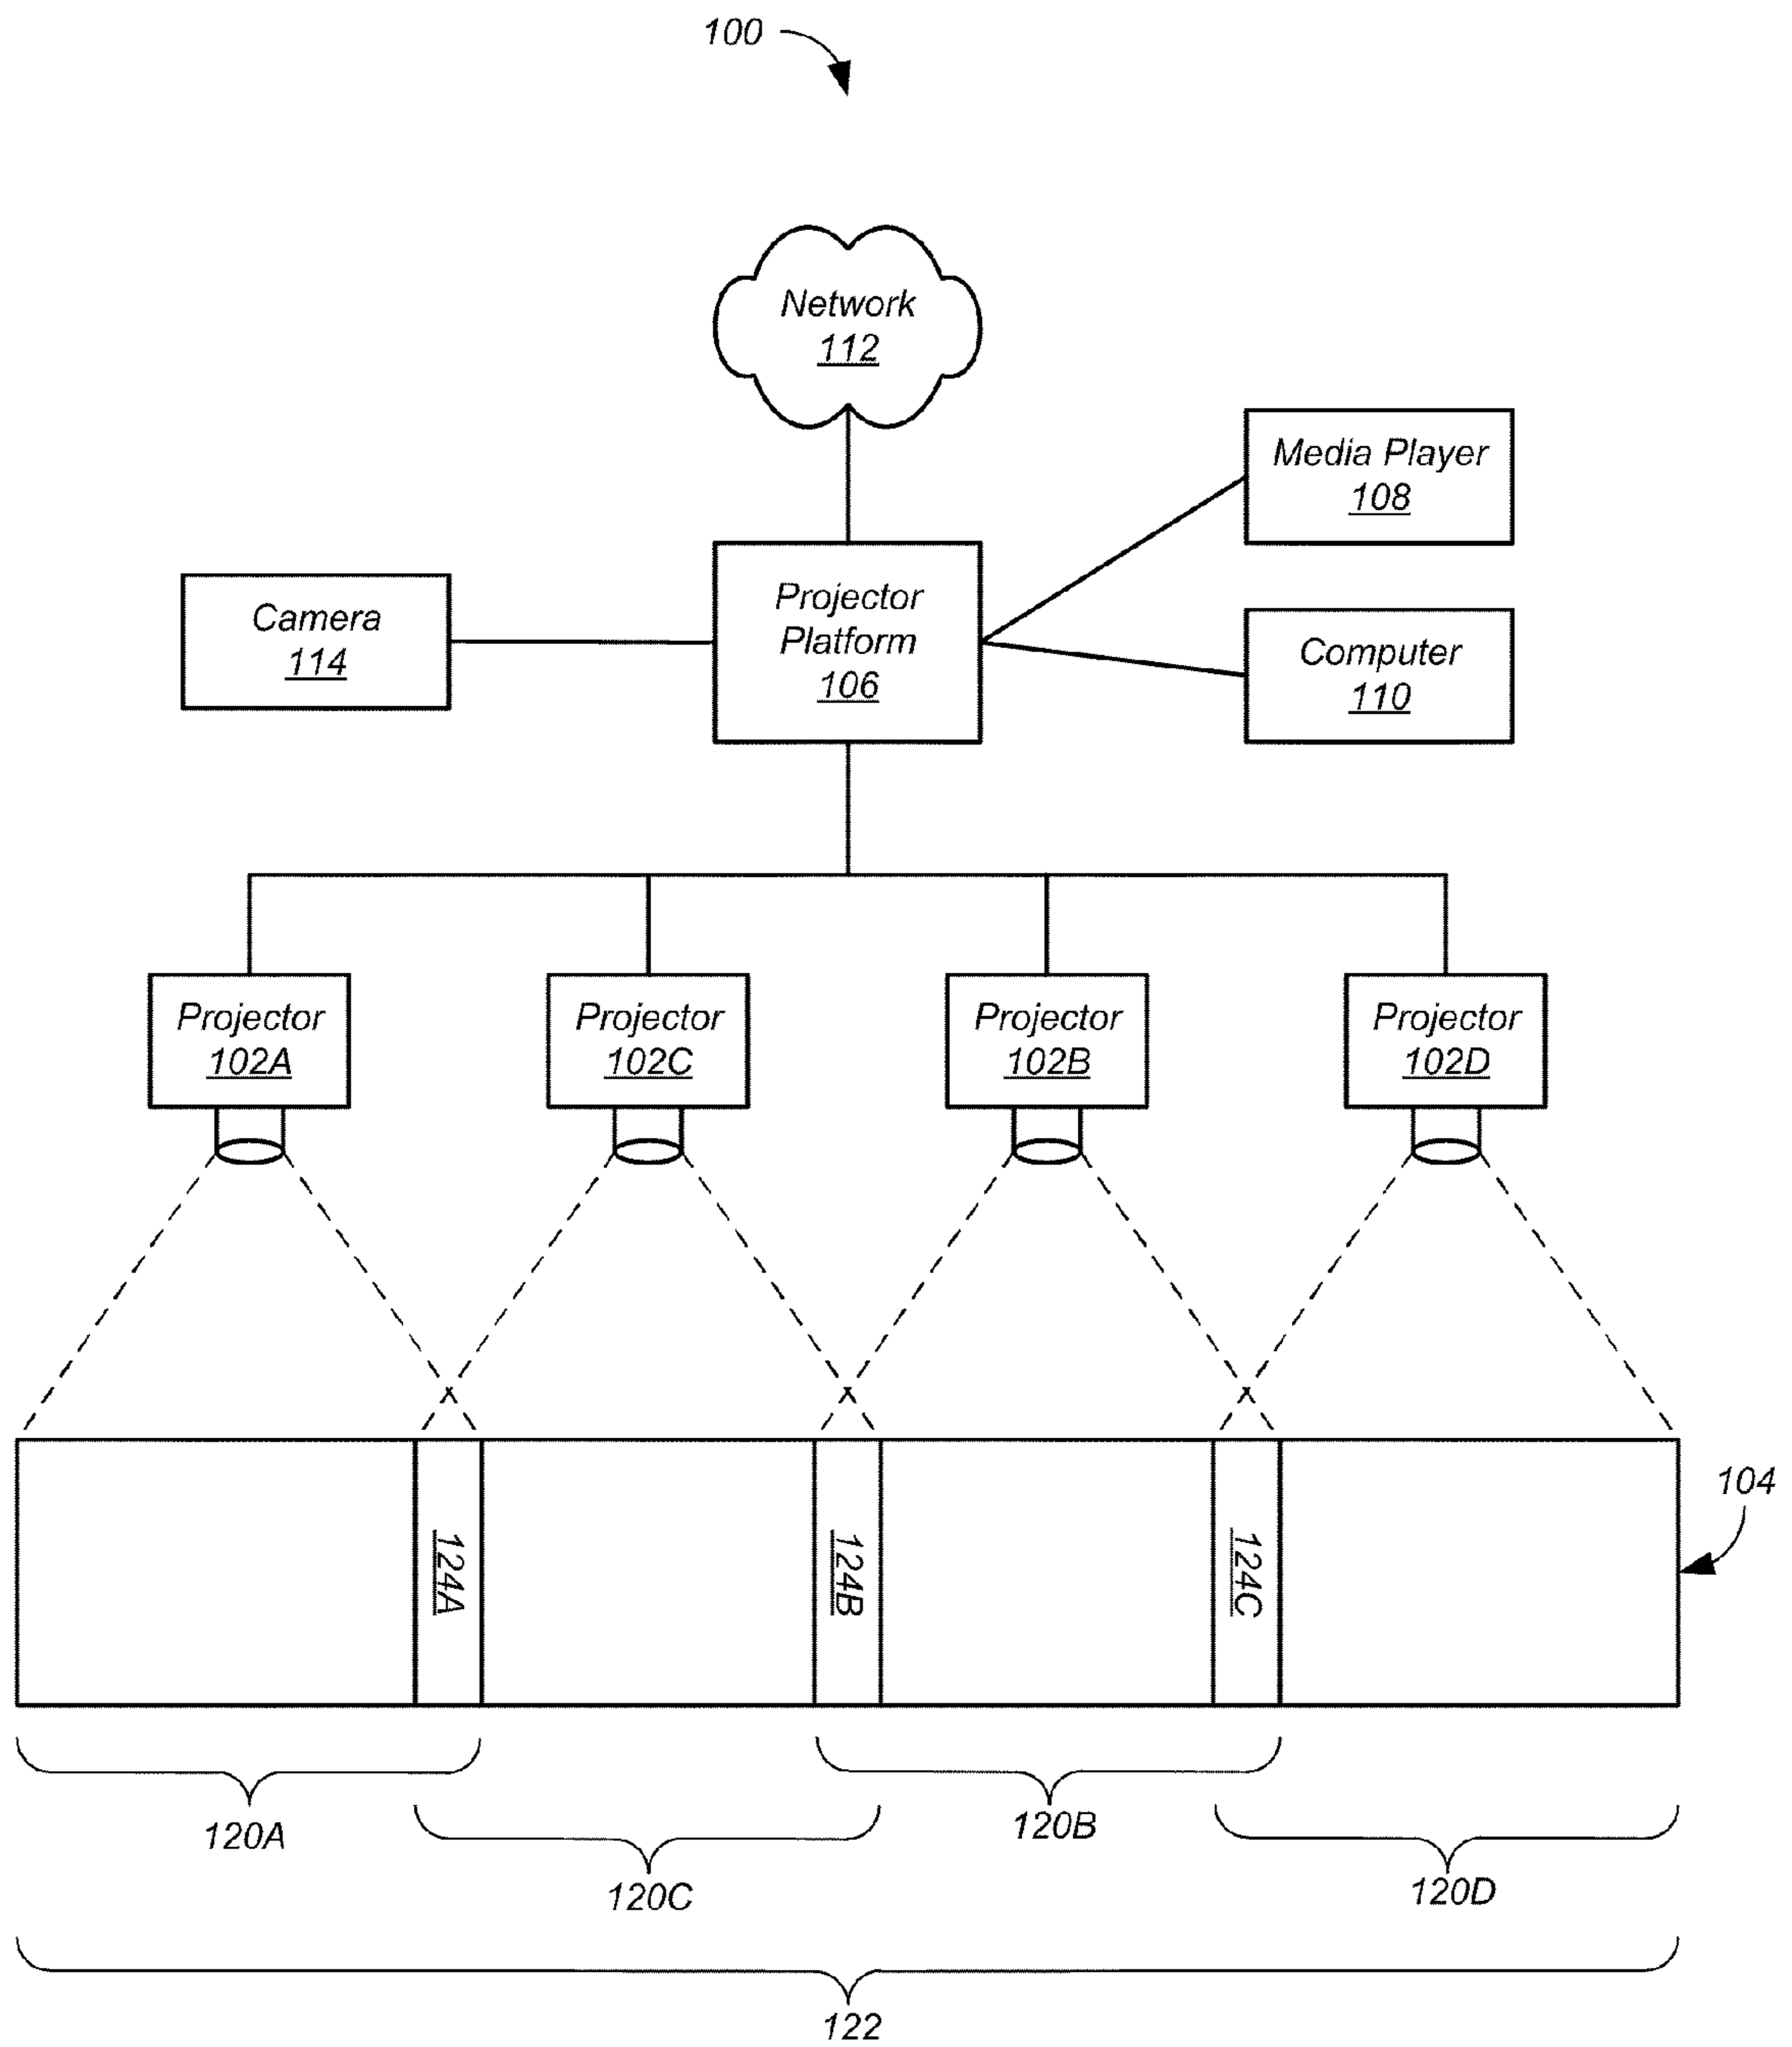 100
Network
112
Media Player
108
Camera
114
Projector
Platform
106
Computer
110
Projector
102A
Projector
102C
Projector
102B
Projector
102D
104
124A
124B
124C
120A
120C
120B
120D
122